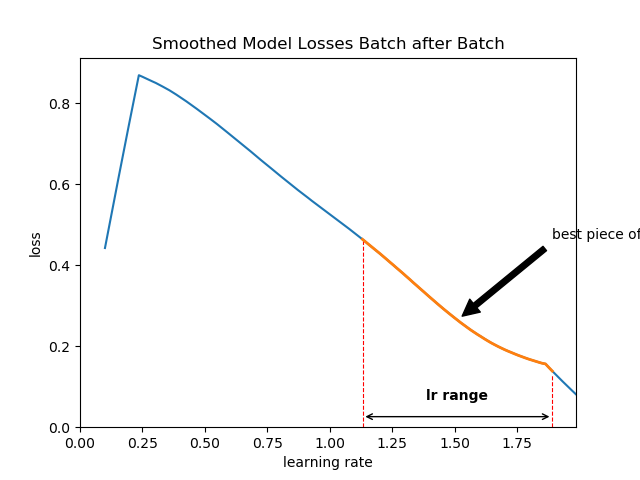 Smoothed Model Losses Batch after Batch
loss
0.8
0.6
0.4
0.2
0.0
best piece of
lr range
0.00 0.25 0.50 0.75 1.00 1.25 1.50 1.75
learning rate